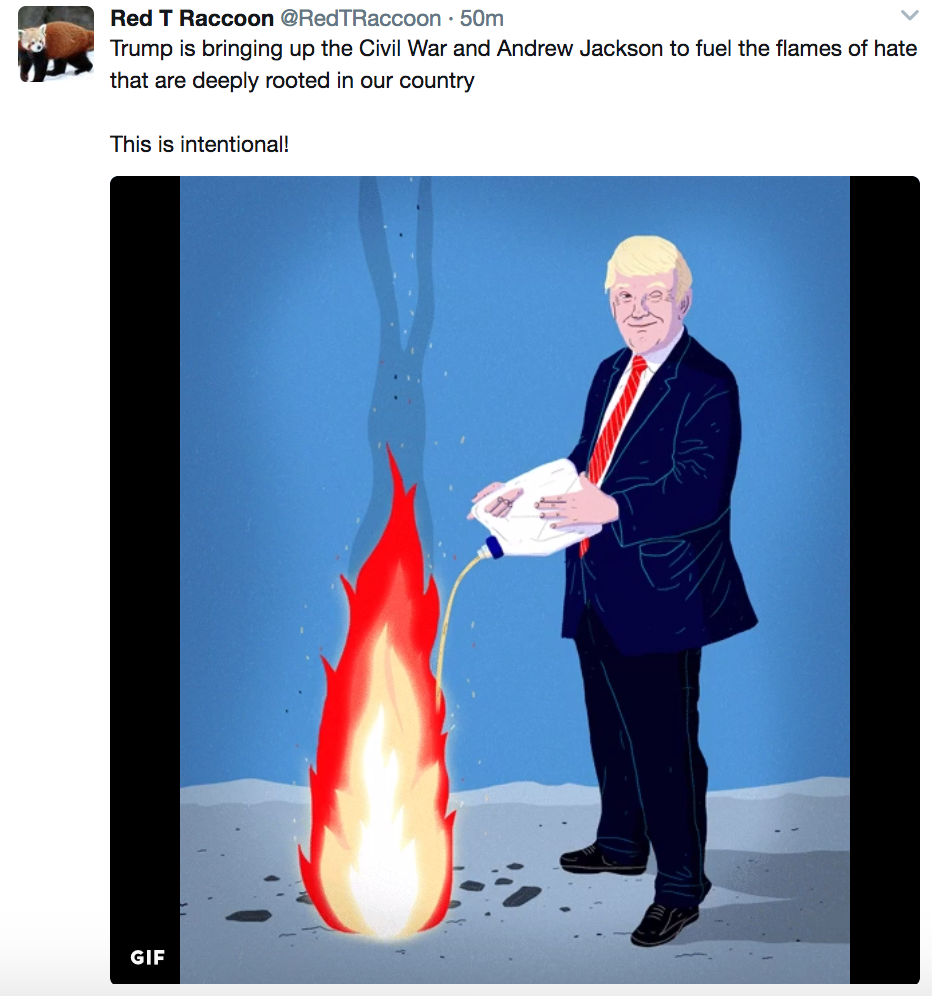 Red T Raccoon @RedTRaccoon · 50m
Trump is bringing up the Civil War and Andrew Jackson to fuel the flames of hate
that are deeply rooted in our country
This is intentional!
GIF